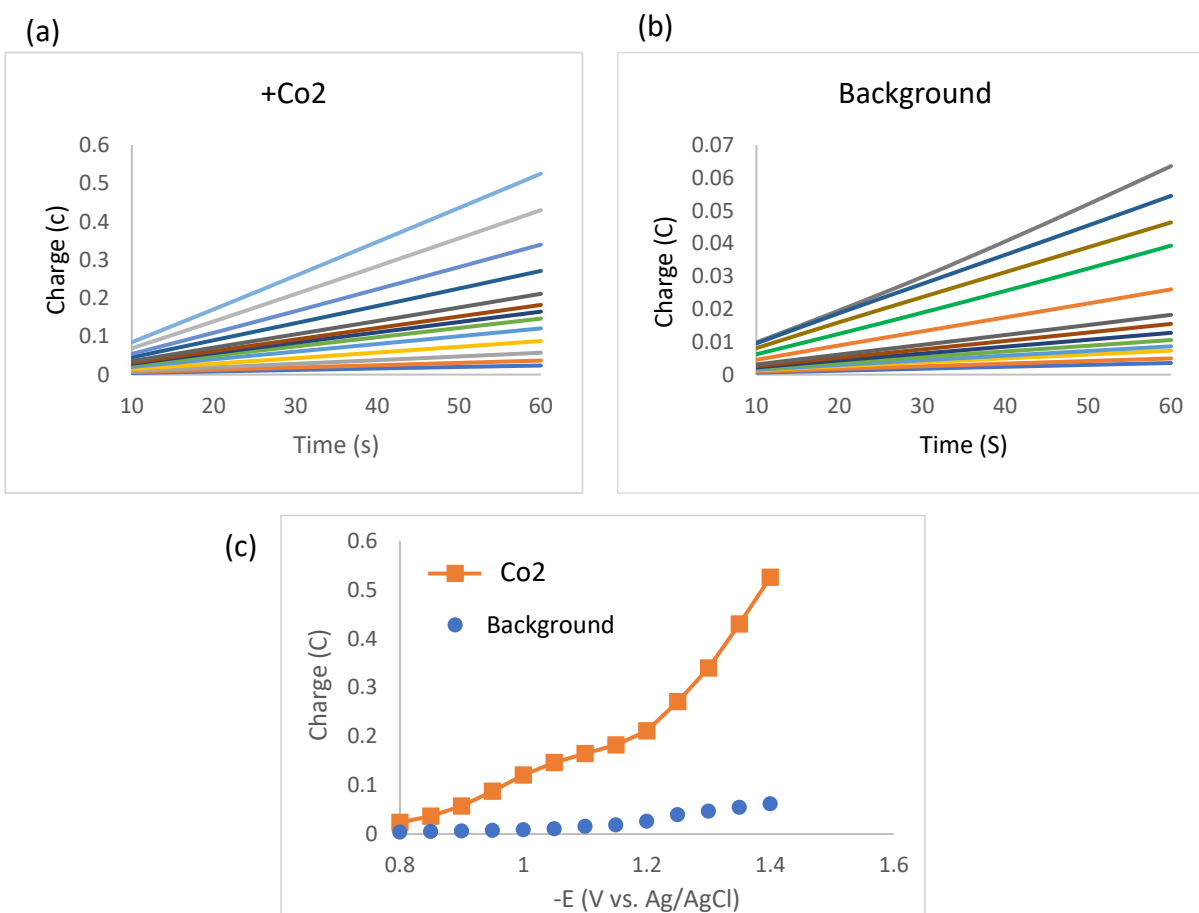 (a)
+Co2
0.6
0.5
0.4
0.3
0.2
0.1
0
Charge (c)
10 20 30 40 50 60
Time (s)
(b)
Background
0.07
0.06
0.05
0.04
0.03
0.02
0.01
0
Charge (C)
10 20 30 40 50 60
Time (S)
(c)
0.6
0.5
0.4
0.3
0.2
0.1
0
Charge (C)
Co2
Background
0.8 1 1.2 1.4 1.6
-E (V vs. Ag/AgCl)